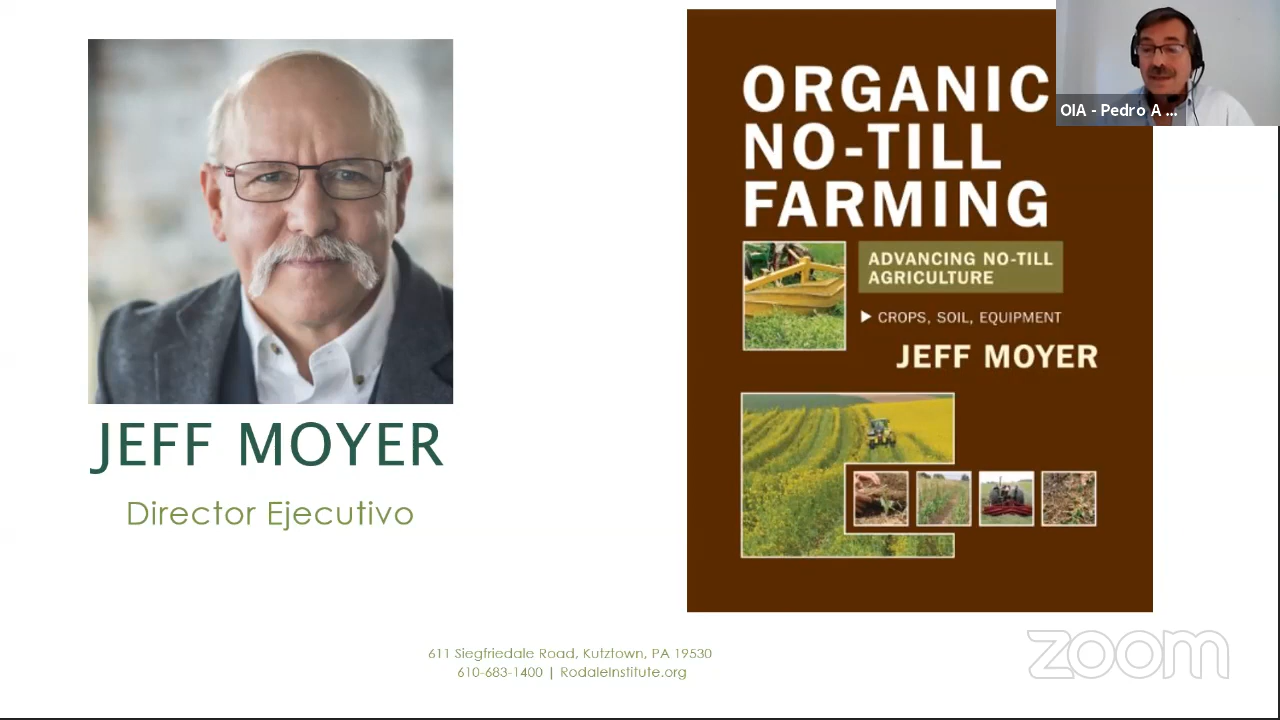 ORGANIC
NO-TILL
FARMING
ADVANCING NO-TILL
AGRICULTURE
CROPS, SOIL, EQUIPMENT
JEFF MOYER
OIA - Pedro A ...
JEFF MOYER
Director Ejecutivo
611 Siegfriedale Road, Kutztown, PA 19530
610-683-1400 | RodaleInstitute.org
zoom